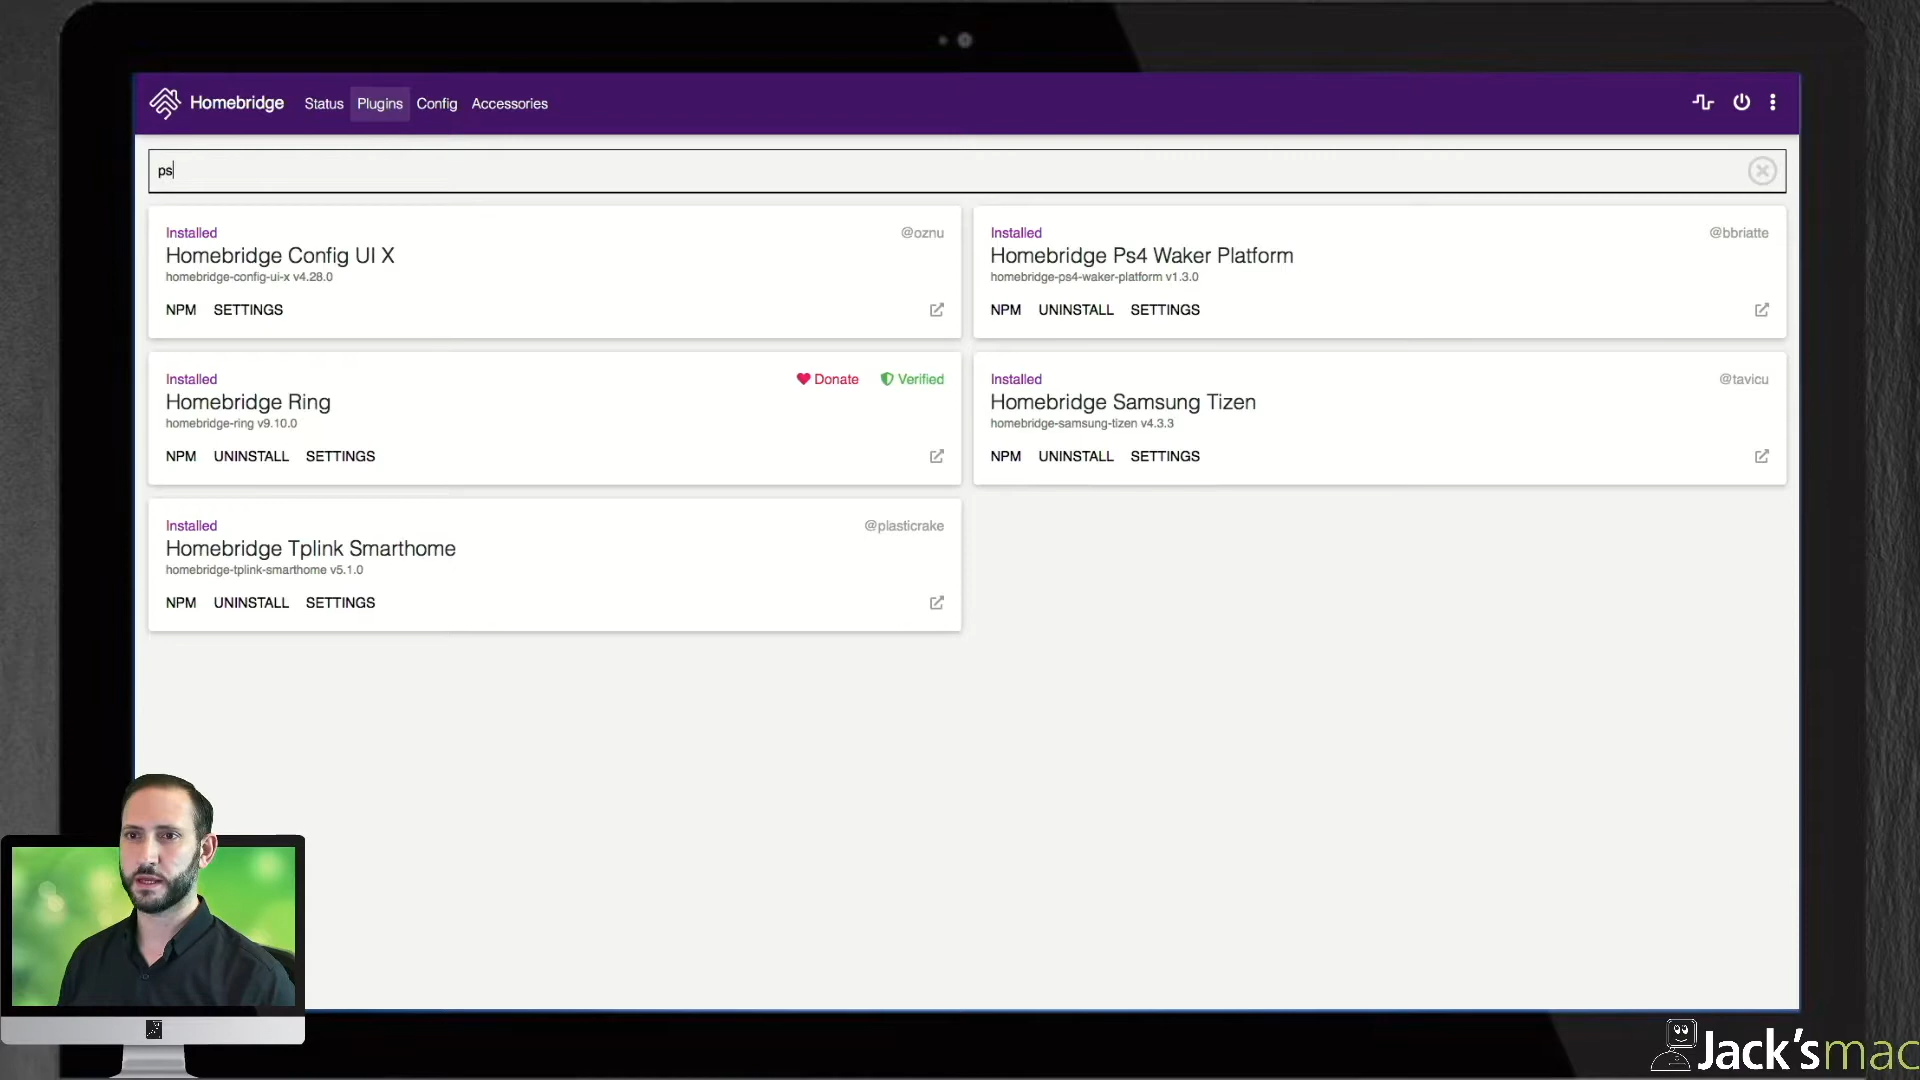 Homebridge Status Plugins Config Accessories
ps
Installed @oznu
Homebridge Config UI X
homebridge-config-ui-x v4.28.0
NPM SETTINGS
Installed @bbriatte
Homebridge Ps4 Waker Platform
homebridge-ps4-waker-platform v1.3.0
NPM UNINSTALL SETTINGS
Installed Donate Verified
Homebridge Ring
homebridge-ring v9.10.0
NPM UNINSTALL SETTINGS
Installed @tavicu
Homebridge Samsung Tizen
homebridge-samsung-tizen v4.3.3
NPM UNINSTALL SETTINGS
Installed @plasticrake
Homebridge Tplink Smarthome
homebridge-tplink-smarthome v5.1.0
NPM UNINSTALL SETTINGS
Jack'smac